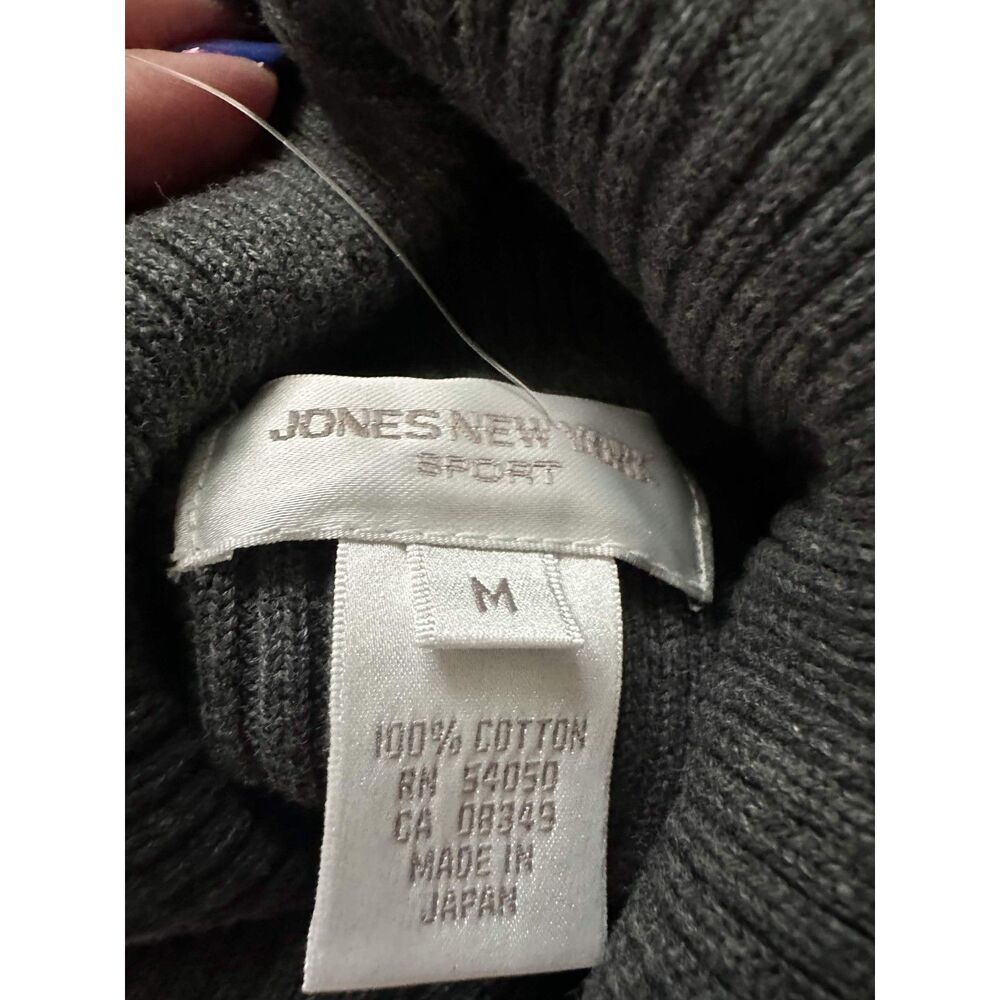 JONES NEW YORK
SPORT
M
100% COTTON
RN 54050
CA 08349
MADE IN
JAPAN